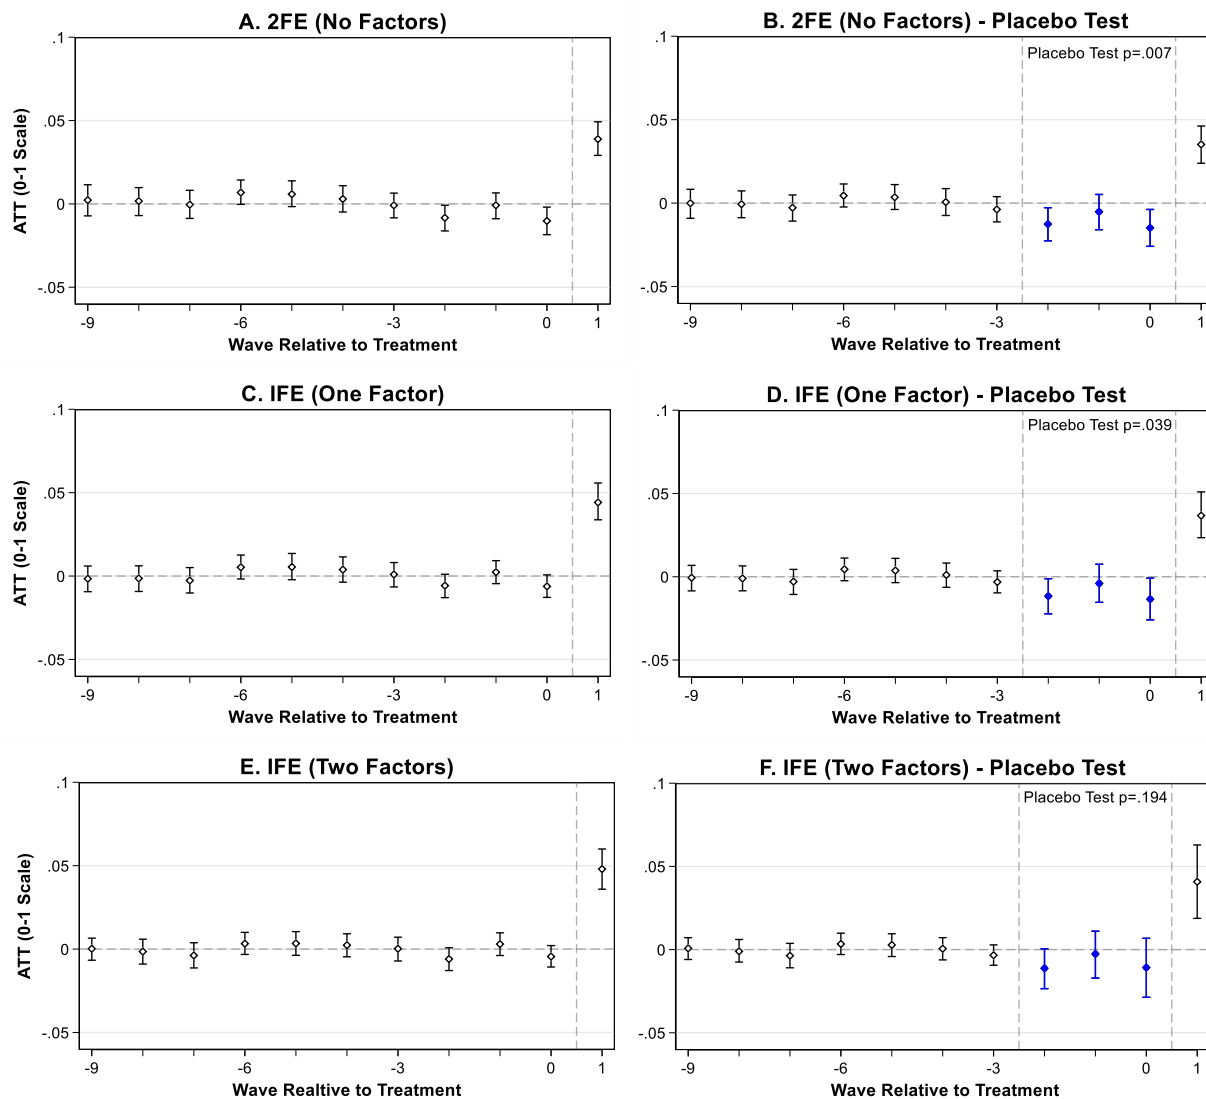 A. 2FE (No Factors)
ATT (0-1 Scale)
.1
.05
0
-.05
-9 -6 -3 0 1
Wave Relative to Treatment
B. 2FE (No Factors) - Placebo Test
Placebo Test p=.007
.1
.05
0
-.05
-9 -6 -3 0 1
Wave Relative to Treatment
C. IFE (One Factor)
ATT (0-1 Scale)
.1
.05
0
-.05
-9 -6 -3 0 1
Wave Relative to Treatment
D. IFE (One Factor) - Placebo Test
Placebo Test p=.039
.1
.05
0
-.05
-9 -6 -3 0 1
Wave Relative to Treatment
E. IFE (Two Factors)
ATT (0-1 Scale)
.1
.05
0
-.05
-9 -6 -3 0 1
Wave Realtive to Treatment
F. IFE (Two Factors) - Placebo Test
Placebo Test p=.194
.1
.05
0
-.05
-9 -6 -3 0 1
Wave Relative to Treatment